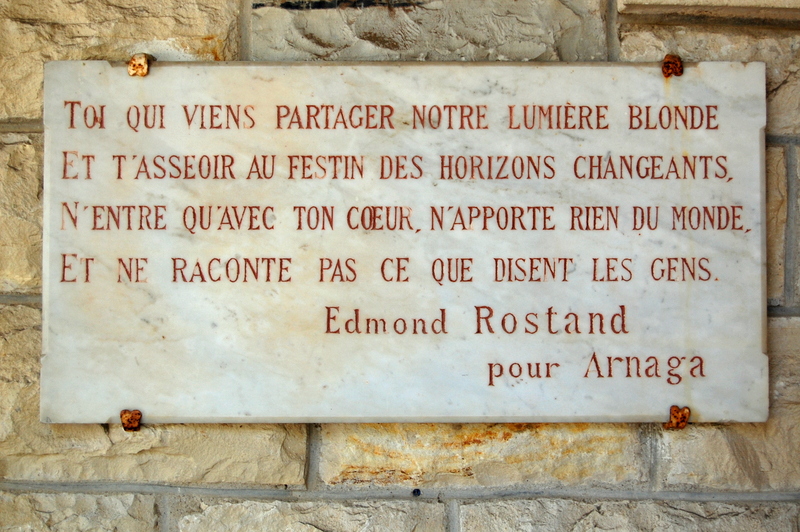 TOI QUI VIENS PARTAGER NOTRE LUMIÈRE BLONDE
ET T'ASSEOIR AU FESTIN DES HORIZONS CHANGEANTS,
N'ENTRE QU'AVEC TON CŒUR, N'APPORTE RIEN DU MONDE,
ET NE RACONTE PAS CE QUE DISENT LES GENS.
Edmond Rostand
pour Arnaga